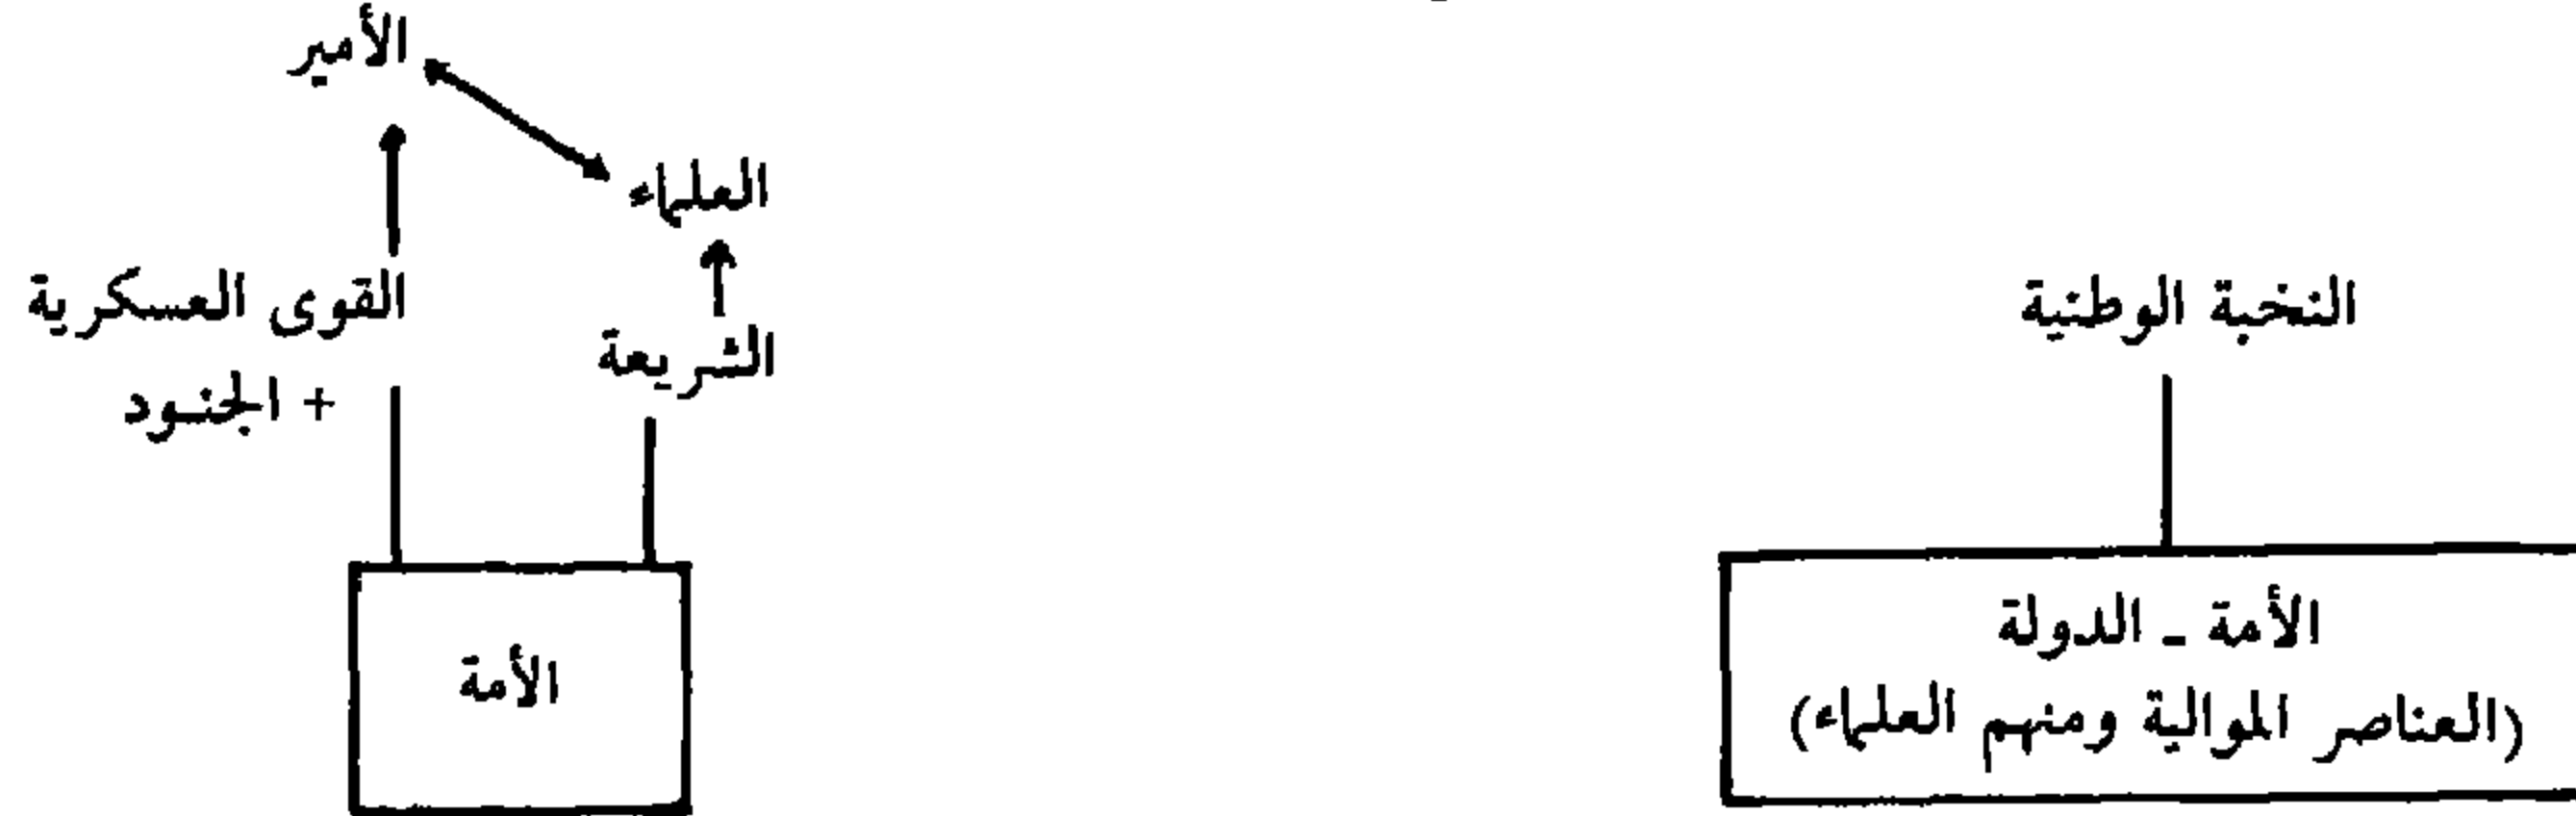 الأمير
العلماء
القوى العسكرية
+ الجنود
الشريعة
الأمة
النخبة الوطنية
الأمة - الدولة
(العناصر الموالية ومنهم العلماء)